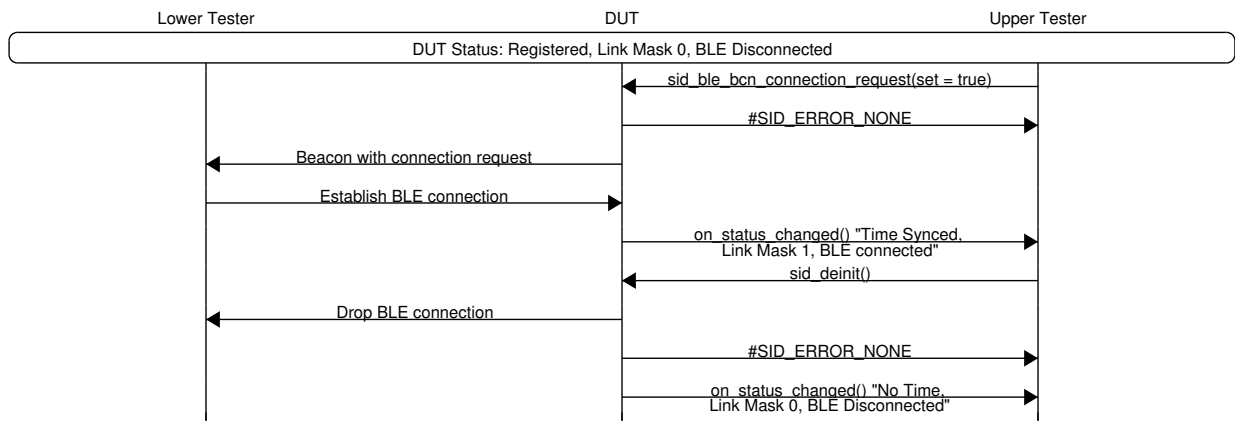 Lower Tester DUT Upper Tester
DUT Status: Registered, Link Mask 0, BLE Disconnected
sid_ble_bcn_connection_request(set = true)
#SID_ERROR_NONE
Beacon with connection request
Establish BLE connection
on_status_changed() "Time Synced,
Link Mask 1, BLE connected"
sid_deinit()
Drop BLE connection
#SID_ERROR_NONE
on_status_changed() "No Time,
Link Mask 0, BLE Disconnected"